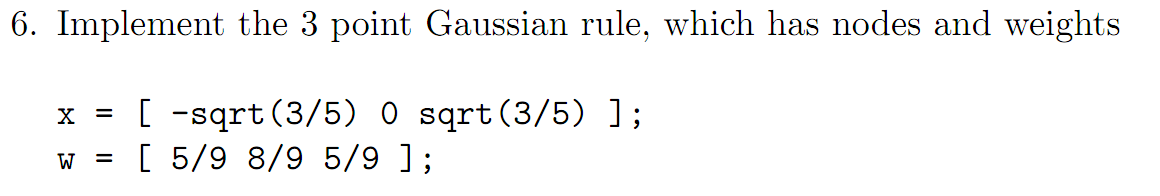 6. Implement the 3 point Gaussian rule, which has nodes and weights
x = [ -sqrt(3/5) 0 sqrt(3/5) ];
w = [ 5/9 8/9 5/9 ];